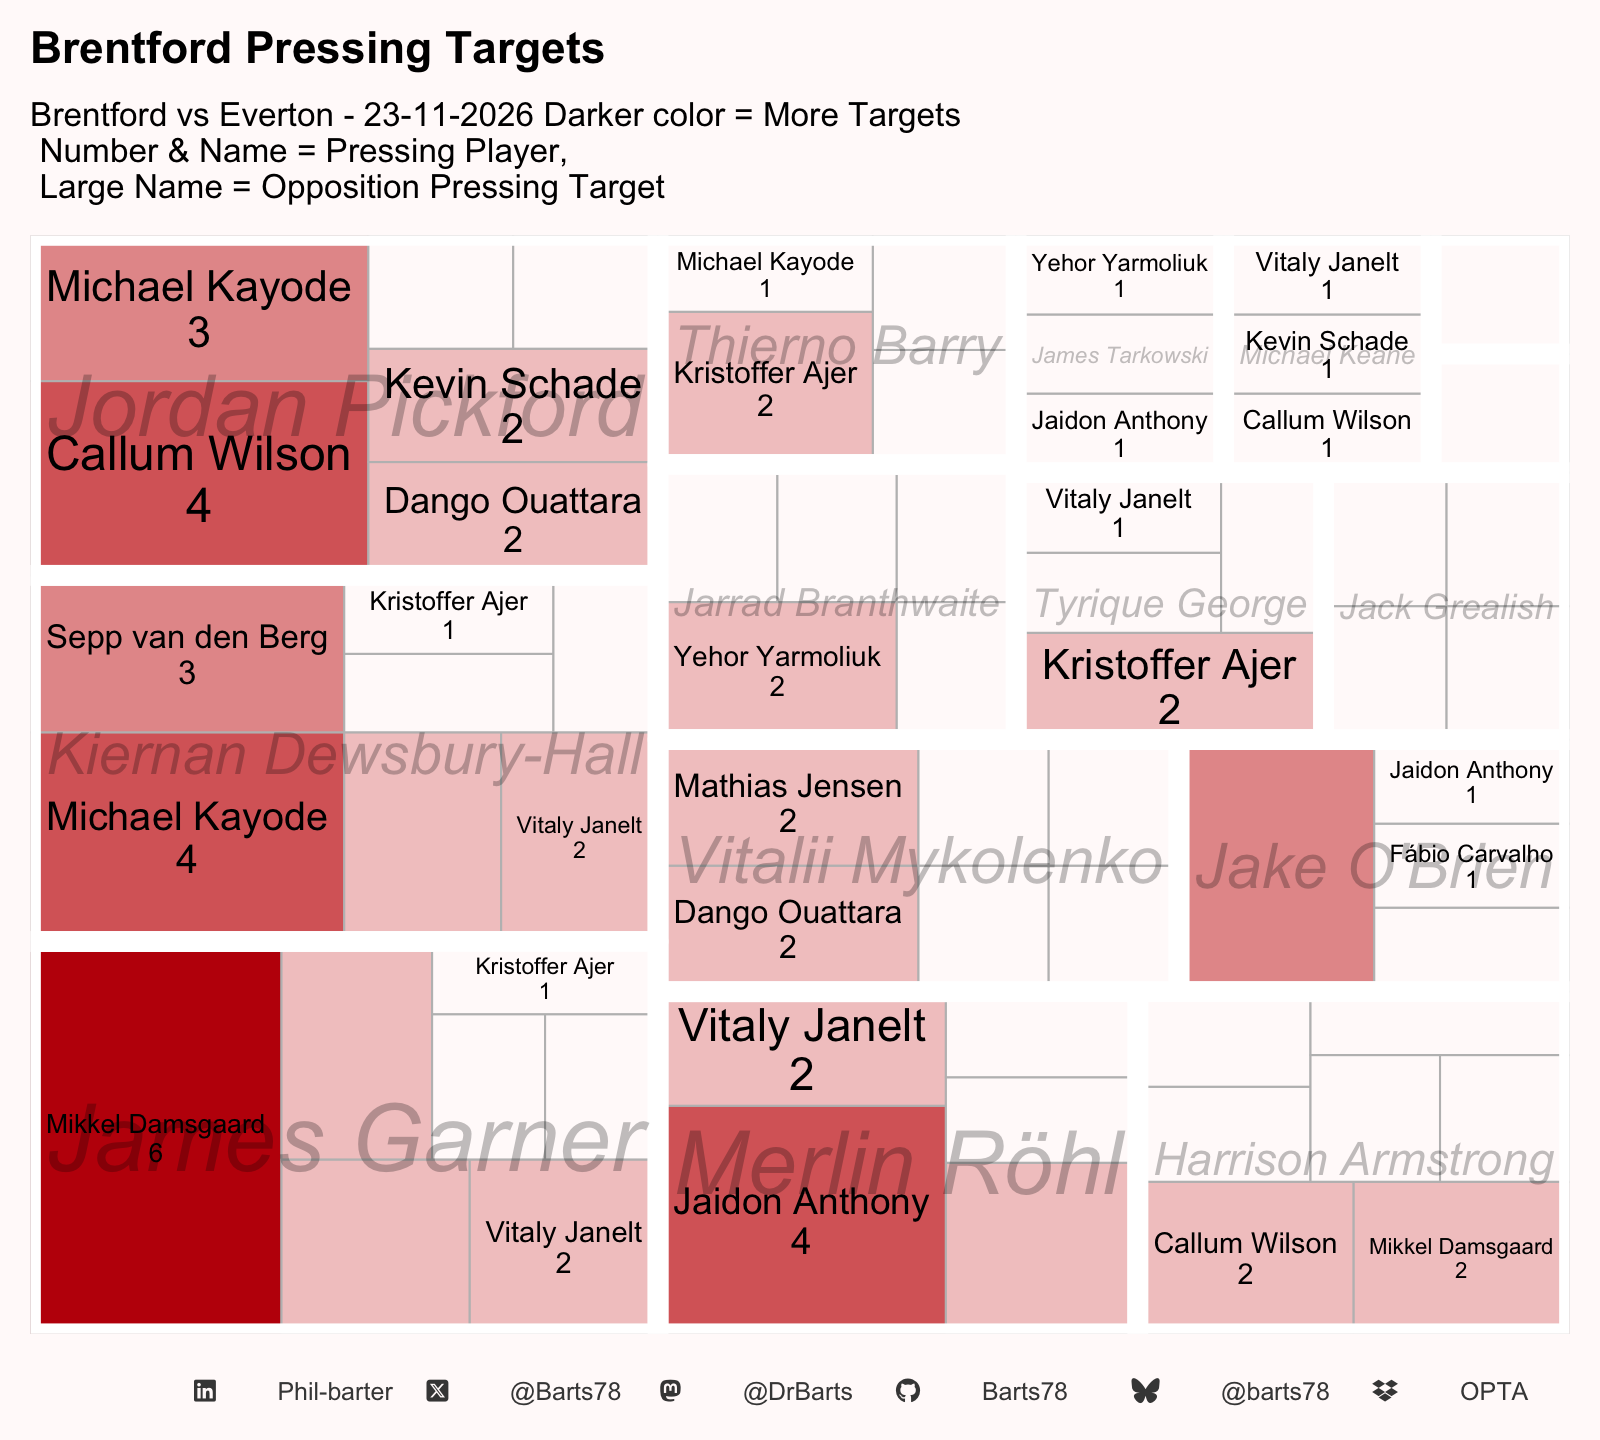 Brentford Pressing Targets
Brentford vs Everton - 23-11-2026 Darker color = More Targets
Number & Name = Pressing Player,
Large Name = Opposition Pressing Target
Michael Kayode
3
Jordan Pickford
Callum Wilson
4
Kevin Schade
2
Dango Ouattara
2
Michael Kayode
1
Thierno Barry
Kristoffer Ajer
2
Yehor Yarmoliuk
1
James Tarkowski
Jaidon Anthony
1
Vitaly Janelt
1
Kevin Schade
Michael Keane
1
Callum Wilson
1
Jarrad Branthwaite
Yehor Yarmoliuk
2
Vitaly Janelt
1
Tyrique George
Kristoffer Ajer
2
Jack Grealish
Sepp van den Berg
3
Kristoffer Ajer
1
Kiernan Dewsbury-Hall
Michael Kayode
4
Vitaly Janelt
2
Mathias Jensen
2
Vitalii Mykolenko
Dango Ouattara
2
Jaidon Anthony
1
Fábio Carvalho
Jake O'Brien
1
Kristoffer Ajer
1
Mikkel Damsgaard
James Garner
6
Vitaly Janelt
2
Vitaly Janelt
2
Merlin Röhl
Jaidon Anthony
4
Harrison Armstrong
Callum Wilson
2
Mikkel Damsgaard
2
Phil-barter @Barts78 @DrBarts Barts78 @barts78 OPTA